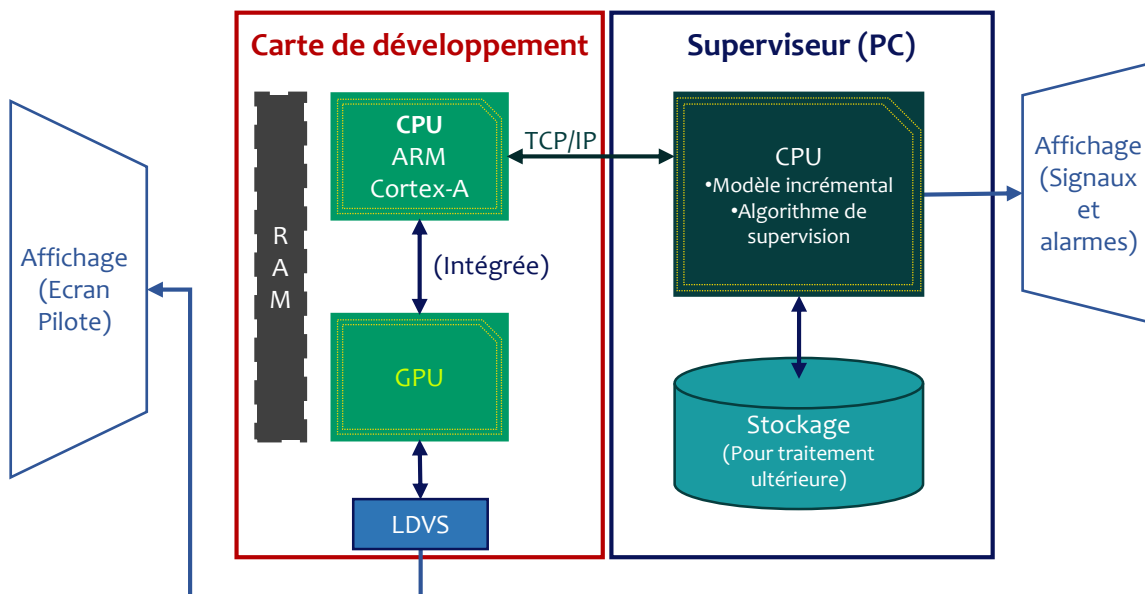 Carte de développement
Superviseur (PC)
Affichage
(Ecran
Pilote)
R
A
M
CPU
ARM
Cortex-A
TCP/IP
(Intégrée)
GPU
LDVS
CPU
•Modèle incrémental
•Algorithme de
supervision
Stockage
(Pour traitement
ultérieure)
Affichage
(Signaux
et
alarmes)